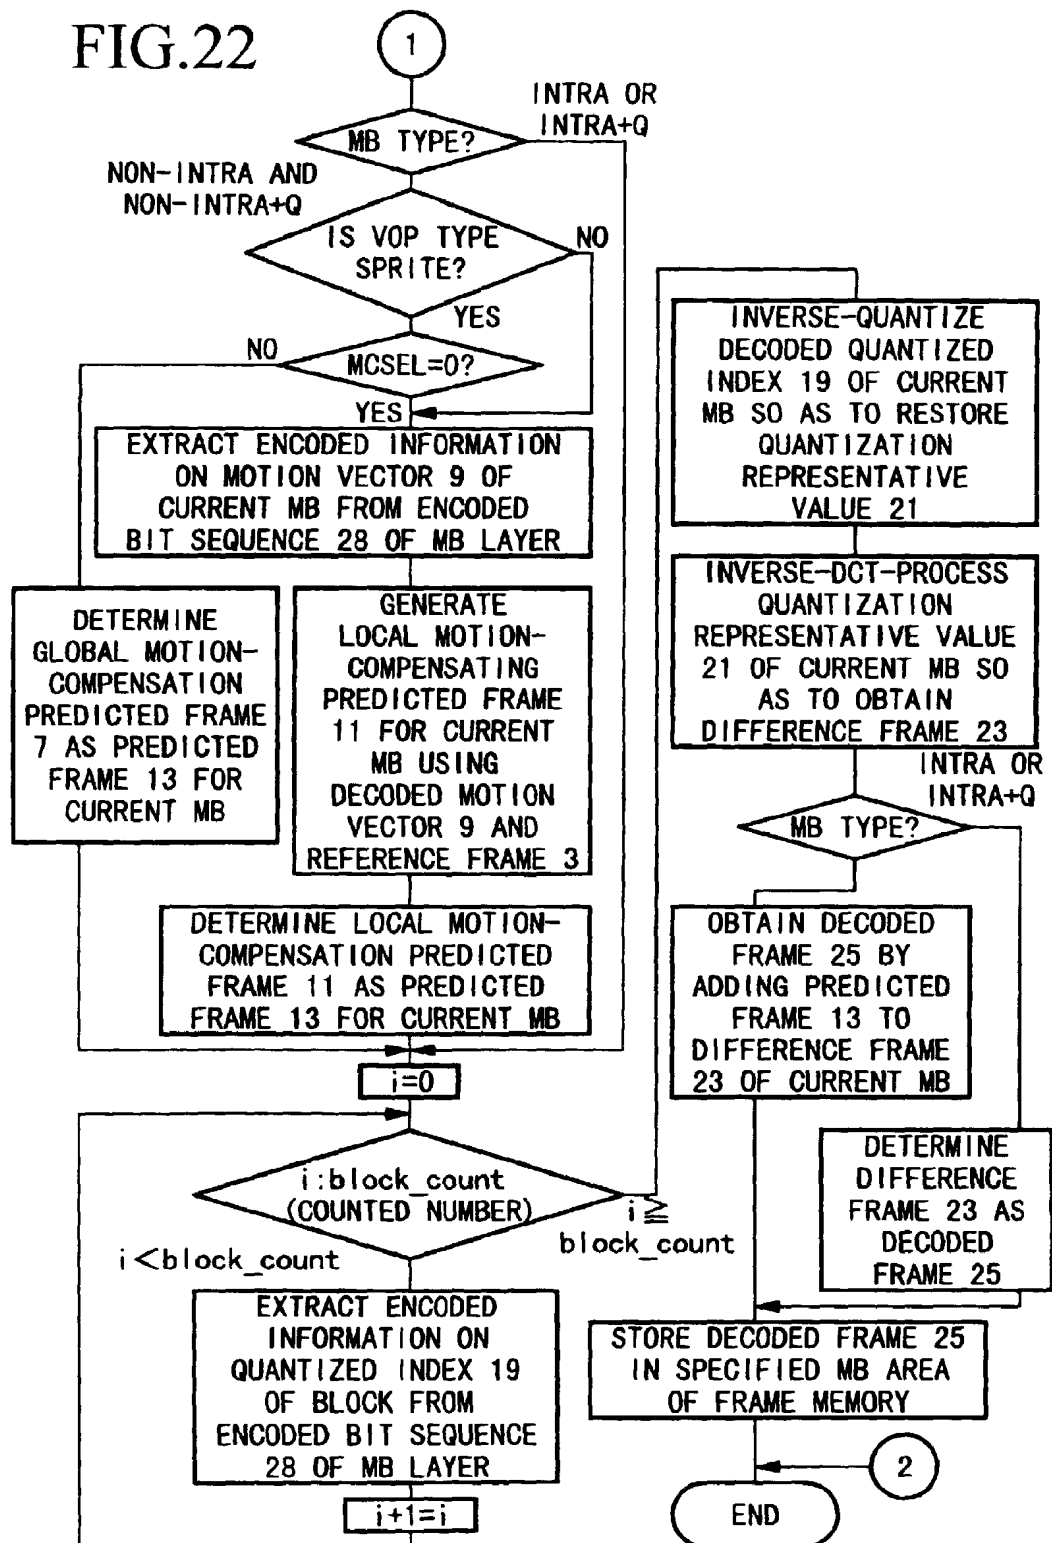 FIG.22
1
INTRA OR
INTRA+Q
MB TYPE?
NON-INTRA AND
NON-INTRA+Q
IS VOP TYPE
SPRITE?
NO
YES
NO
MCSEL=0?
YES
EXTRACT ENCODED INFORMATION
ON MOTION VECTOR 9 OF
CURRENT MB FROM ENCODED
BIT SEQUENCE 28 OF MB LAYER
DETERMINE
GLOBAL MOTION-
COMPENSATION
PREDICTED FRAME
7 AS PREDICTED
FRAME 13 FOR
CURRENT MB
GENERATE
LOCAL MOTION-
COMPENSATING
PREDICTED FRAME
11 FOR CURRENT
MB USING
DECODED MOTION
VECTOR 9 AND
REFERENCE FRAME 3
DETERMINE LOCAL MOTION-
COMPENSATION PREDICTED
FRAME 11 AS PREDICTED
FRAME 13 FOR CURRENT MB
i=0
i:block_count
(COUNTED NUMBER)
i≧
block_count
i<block_count
EXTRACT ENCODED
INFORMATION ON
QUANTIZED INDEX 19
OF BLOCK FROM
ENCODED BIT SEQUENCE
28 OF MB LAYER
i+1=i
INVERSE-QUANTIZE
DECODED QUANTIZED
INDEX 19 OF CURRENT
MB SO AS TO RESTORE
QUANTIZATION
REPRESENTATIVE
VALUE 21
INVERSE-DCT-PROCESS
QUANTIZATION
REPRESENTATIVE VALUE
21 OF CURRENT MB SO
AS TO OBTAIN
DIFFERENCE FRAME 23
INTRA OR
INTRA+Q
MB TYPE?
OBTAIN DECODED
FRAME 25 BY
ADDING PREDICTED
FRAME 13 TO
DIFFERENCE FRAME
23 OF CURRENT MB
DETERMINE
DIFFERENCE
FRAME 23 AS
DECODED
FRAME 25
STORE DECODED FRAME 25
IN SPECIFIED MB AREA
OF FRAME MEMORY
2
END